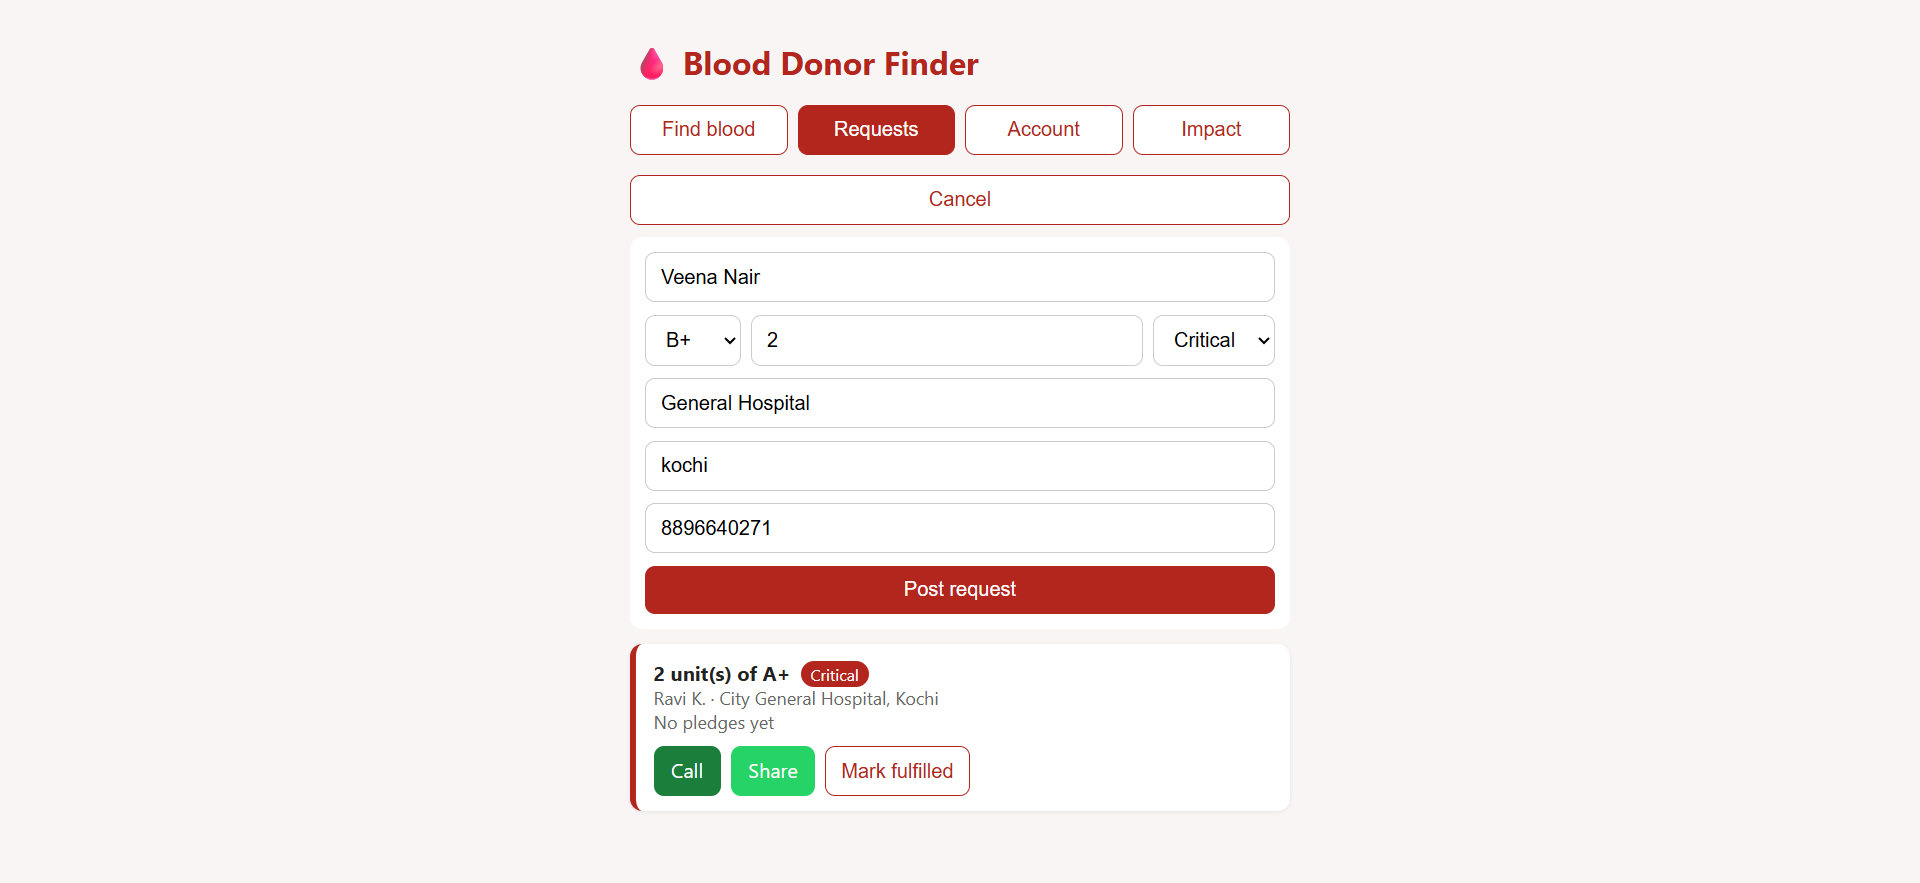 Blood Donor Finder
Find blood Requests Account Impact
Cancel
Veena Nair
B+ 2 Critical
General Hospital
kochi
8896640271
Post request
2 unit(s) of A+ Critical
Ravi K. · City General Hospital, Kochi
No pledges yet
Call Share Mark fulfilled